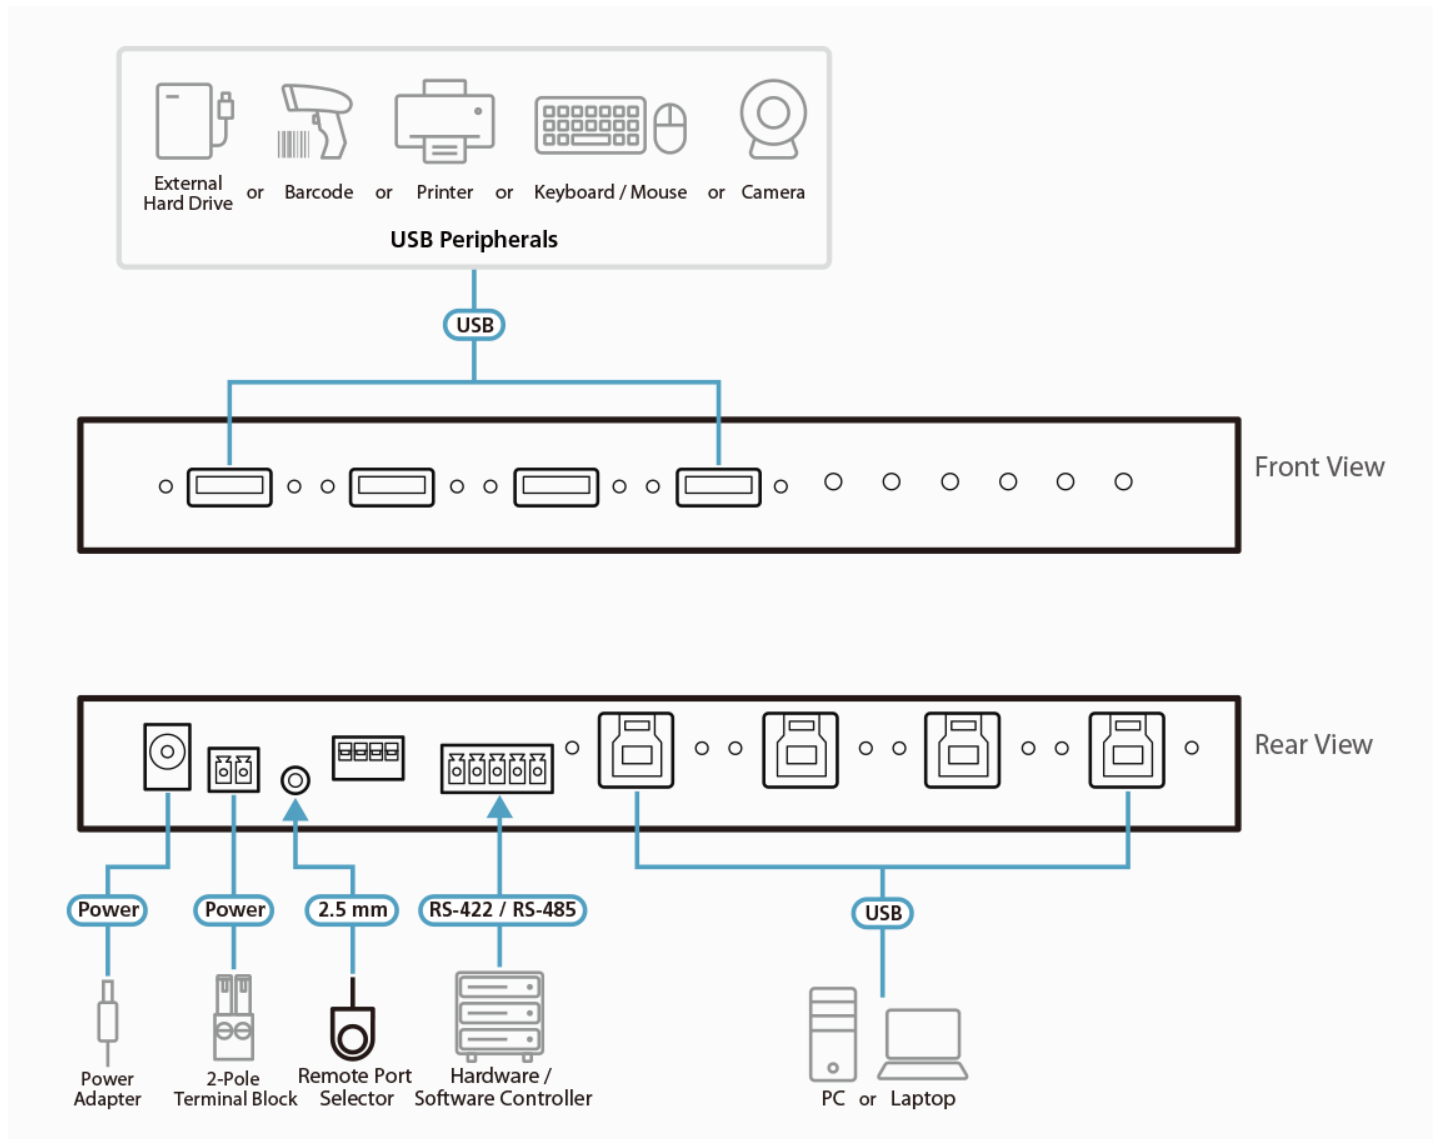 External
Hard Drive or Barcode or Printer or Keyboard / Mouse or Camera
USB Peripherals
USB
Front View
Rear View
Power Power 2.5 mm RS-422 / RS-485 USB
Power
Adapter
2-Pole
Terminal Block
Remote Port
Selector
Hardware /
Software Controller
PC or Laptop